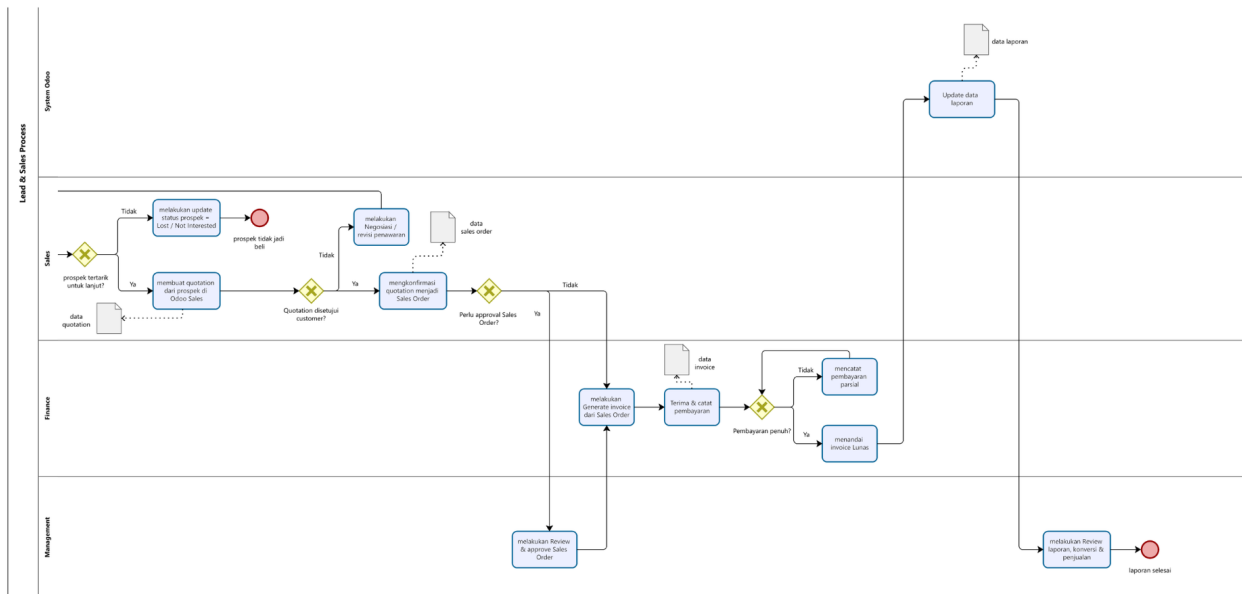 Lead & Sales Process
System Odoo
data laporan
Update data
laporan
Sales
prospek tertarik
untuk lanjut?
Tidak
melakukan update
status prospek =
Lost / Not Interested
prospek tidak jadi
beli
Ya
membuat quotation
dari prospek di
Odoo Sales
data
quotation
Quotation disetujui
customer?
Tidak
melakukan
Negosiasi /
revisi penawaran
Ya
mengkonfirmasi
quotation menjadi
Sales Order
data
sales order
Perlu approval Sales
Order?
Tidak
Ya
Finance
melakukan
Generate invoice
dari Sales Order
data
invoice
Terima & catat
pembayaran
Pembayaran penuh?
Tidak
mencatat
pembayaran
parsial
Ya
menandai
invoice Lunas
Management
melakukan Review
& approve Sales
Order
melakukan Review
laporan, konversi &
penjualan
laporan selesai